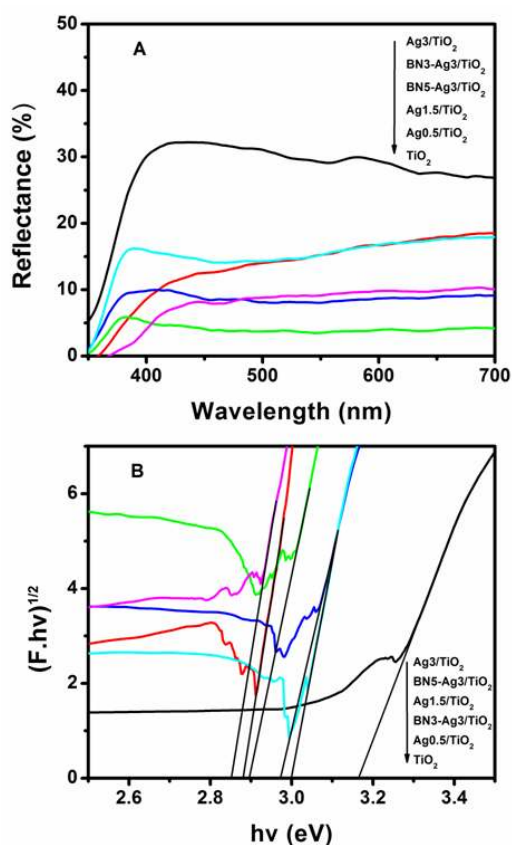 50
A
Ag3/TiO₂
BN3-Ag3/TiO₂
40
BN5-Ag3/TiO₂
Ag1.5/TiO₂
Ag0.5/TiO₂
30
TiO₂
Reflectance (%)
20
10
0
400 500 600 700
Wavelength (nm)
B
6
4
(F.hv)¹/²
2
Ag3/TiO₂
BN5-Ag3/TiO₂
Ag1.5/TiO₂
BN3-Ag3/TiO₂
Ag0.5/TiO₂
TiO₂
0
2.6 2.8 3.0 3.2 3.4
hv (eV)